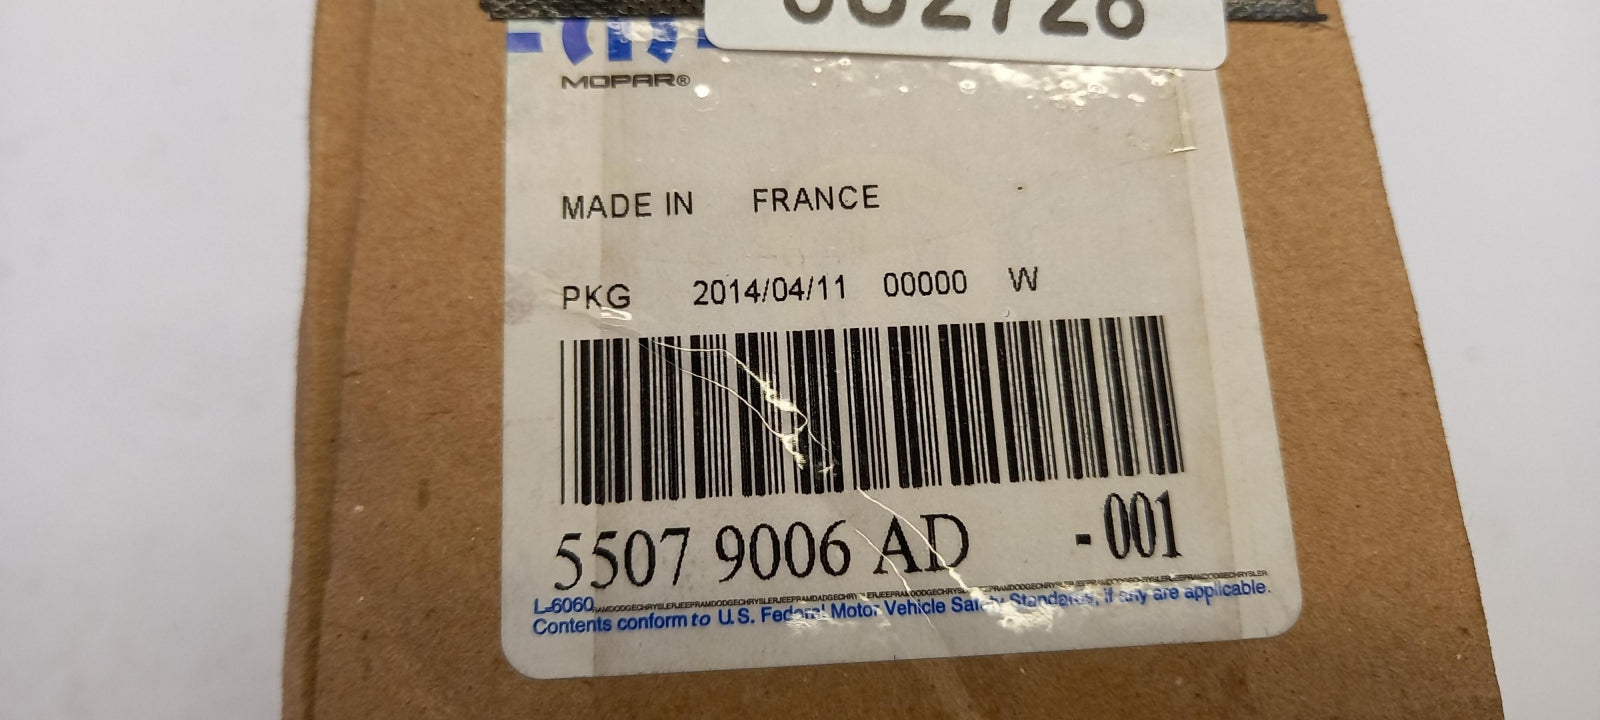 MOPAR®
MADE IN FRANCE
PKG 2014/04/11 00000 W
5507 9006 AD -001
L-6060
Contents conform to U.S. Federal Motor Vehicle Safety Standards, if any are applicable.